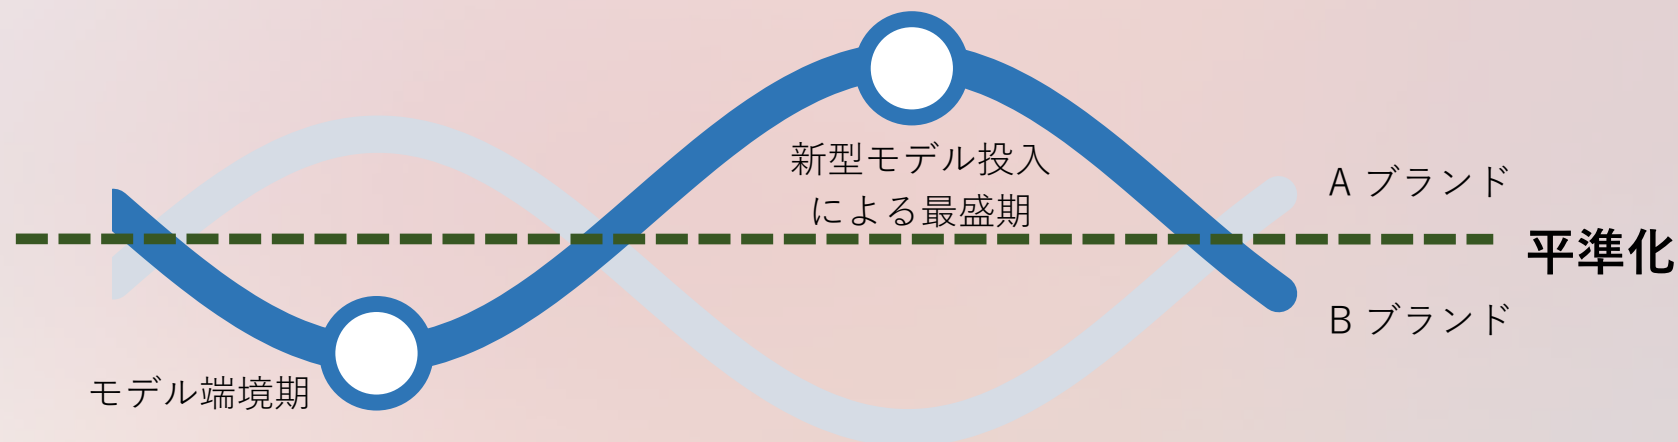 新型モデル投入
による最盛期
A ブランド
平準化
B ブランド
モデル端境期